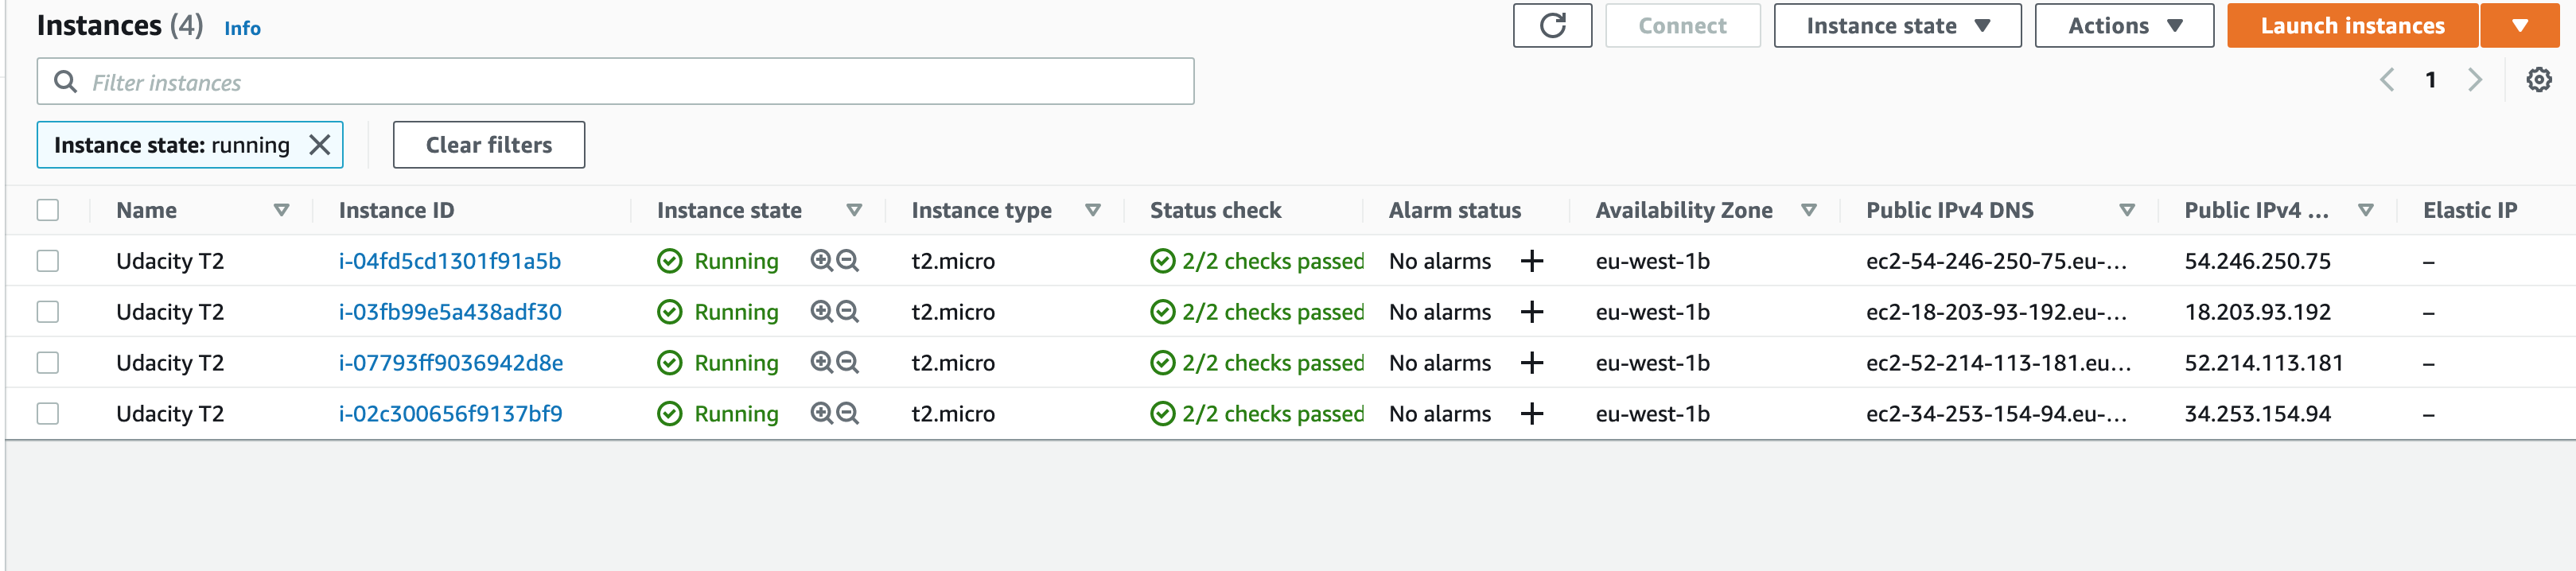 Instances (4) Info Connect Instance state Actions Launch instances
Filter instances 1
Instance state: running Clear filters
Name Instance ID Instance state Instance type Status check Alarm status Availability Zone Public IPv4 DNS Public IPv4 ... Elastic IP
Udacity T2 i-04fd5cd1301f91a5b Running t2.micro 2/2 checks passed No alarms + eu-west-1b ec2-54-246-250-75.eu-... 54.246.250.75 –
Udacity T2 i-03fb99e5a438adf30 Running t2.micro 2/2 checks passed No alarms + eu-west-1b ec2-18-203-93-192.eu-... 18.203.93.192 –
Udacity T2 i-07793ff9036942d8e Running t2.micro 2/2 checks passed No alarms + eu-west-1b ec2-52-214-113-181.eu... 52.214.113.181 –
Udacity T2 i-02c300656f9137bf9 Running t2.micro 2/2 checks passed No alarms + eu-west-1b ec2-34-253-154-94.eu-... 34.253.154.94 –